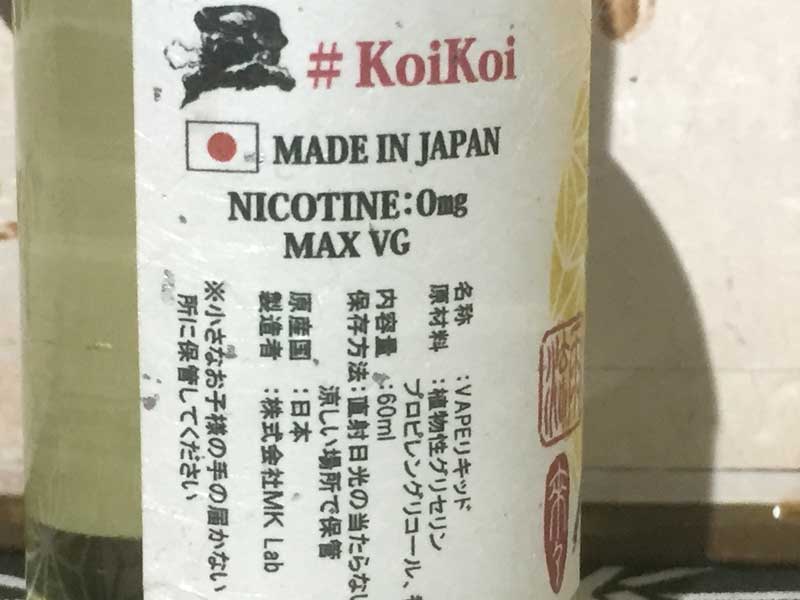 # KoiKoi
MADE IN JAPAN
NICOTINE:0mg
MAX VG
名称 :VAPEリキッド
原材料 :植物性グリセリン
プロピレングリコール、
内容量 :60ml
保存方法:直射日光の当たらない
涼しい場所で保管
原産国 :日本
製造者 :株式会社MK Lab
※小さなお子様の手の届かない
所に保管してください